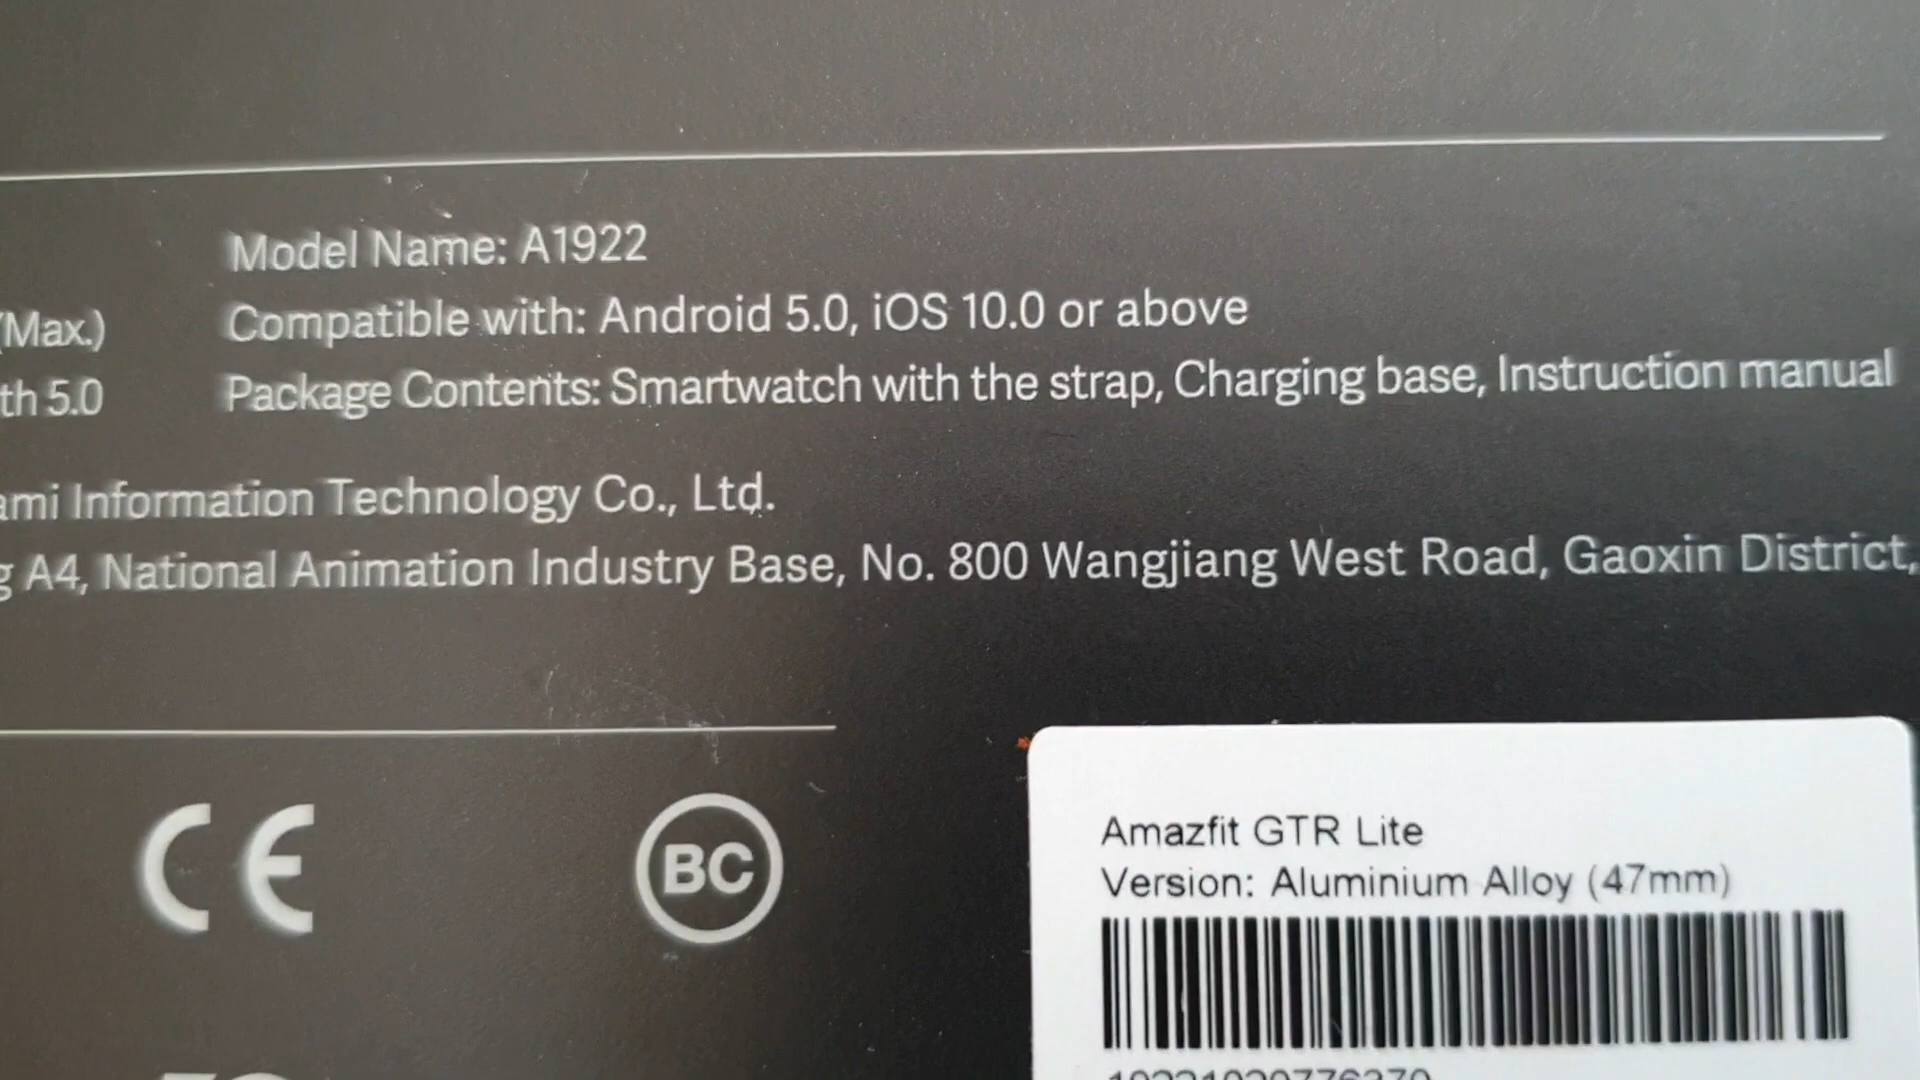 Model Name: A1922
(Max.) Compatible with: Android 5.0, iOS 10.0 or above
th 5.0 Package Contents: Smartwatch with the strap, Charging base, Instruction manual
ami Information Technology Co., Ltd.
g A4, National Animation Industry Base, No. 800 Wangjiang West Road, Gaoxin District,
CE
BC
Amazfit GTR Lite
Version: Aluminium Alloy (47mm)